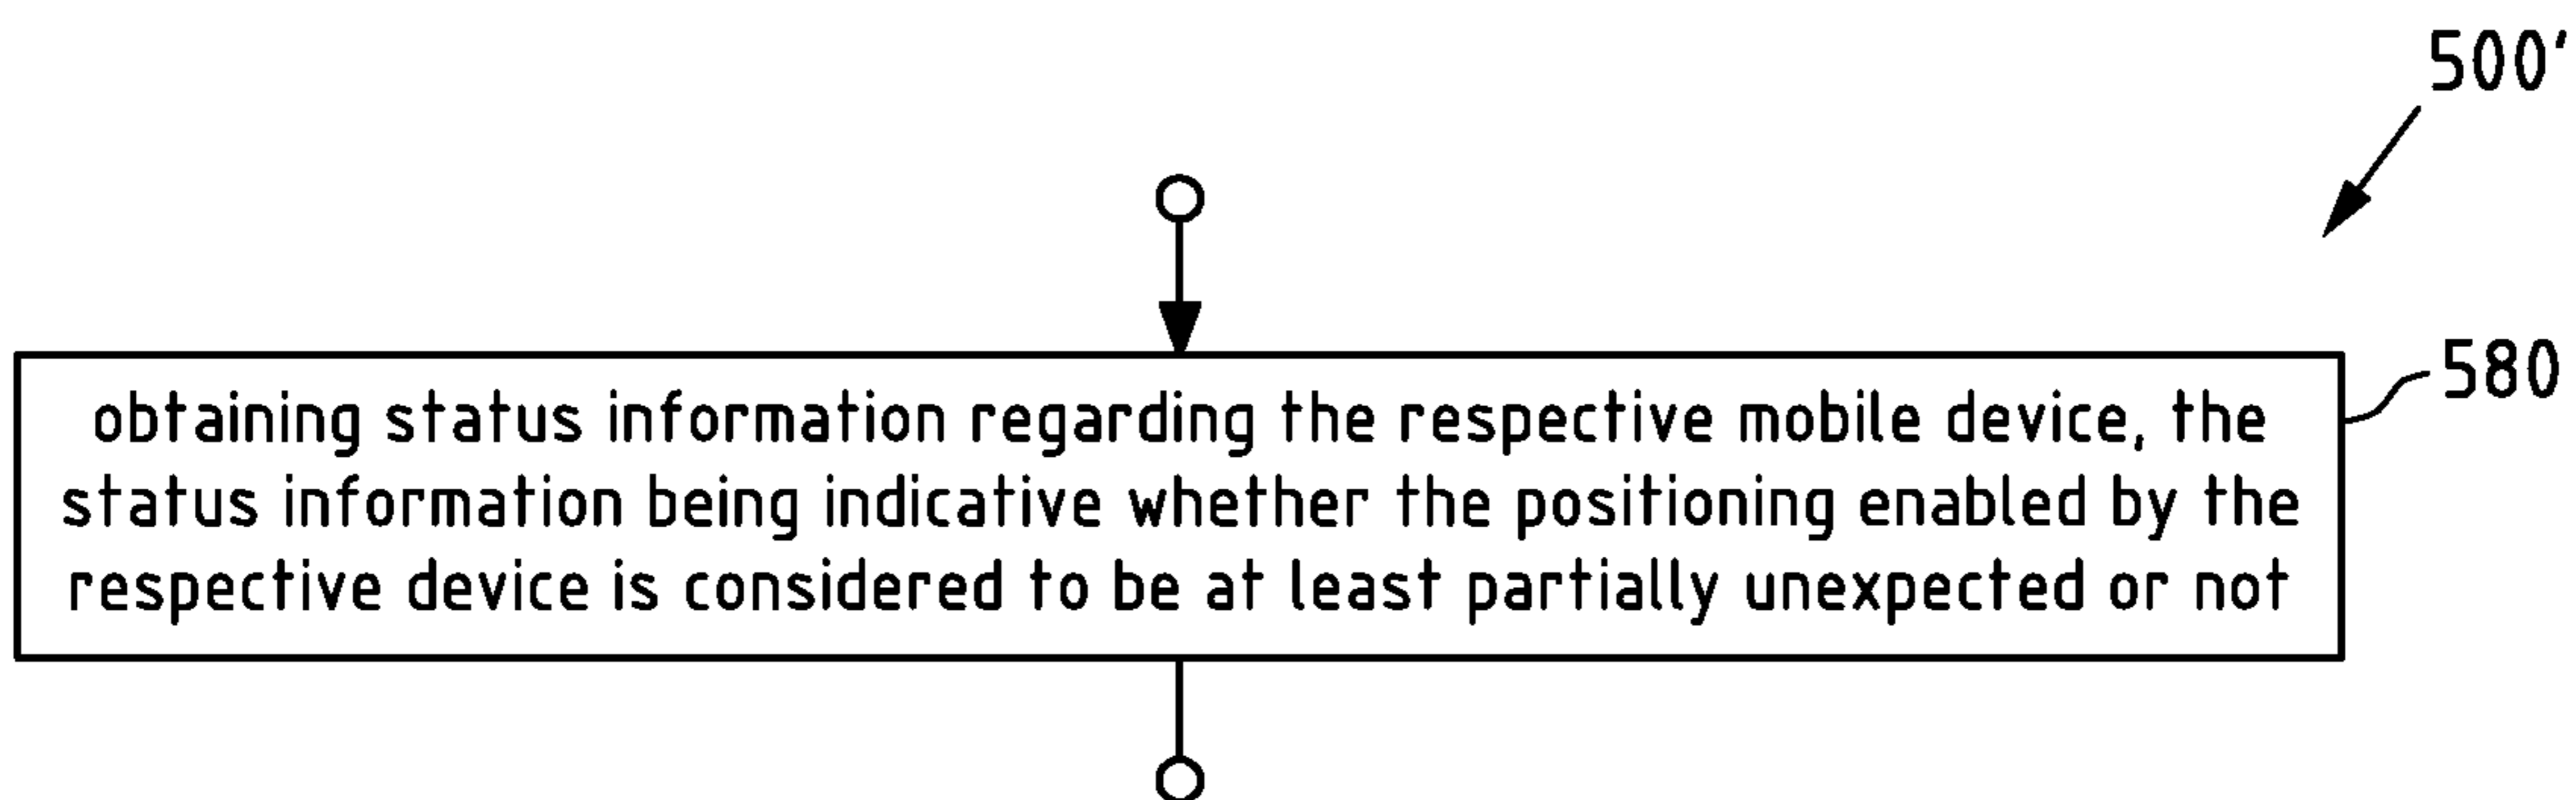 500'
580
obtaining status information regarding the respective mobile device, the
status information being indicative whether the positioning enabled by the
respective device is considered to be at least partially unexpected or not